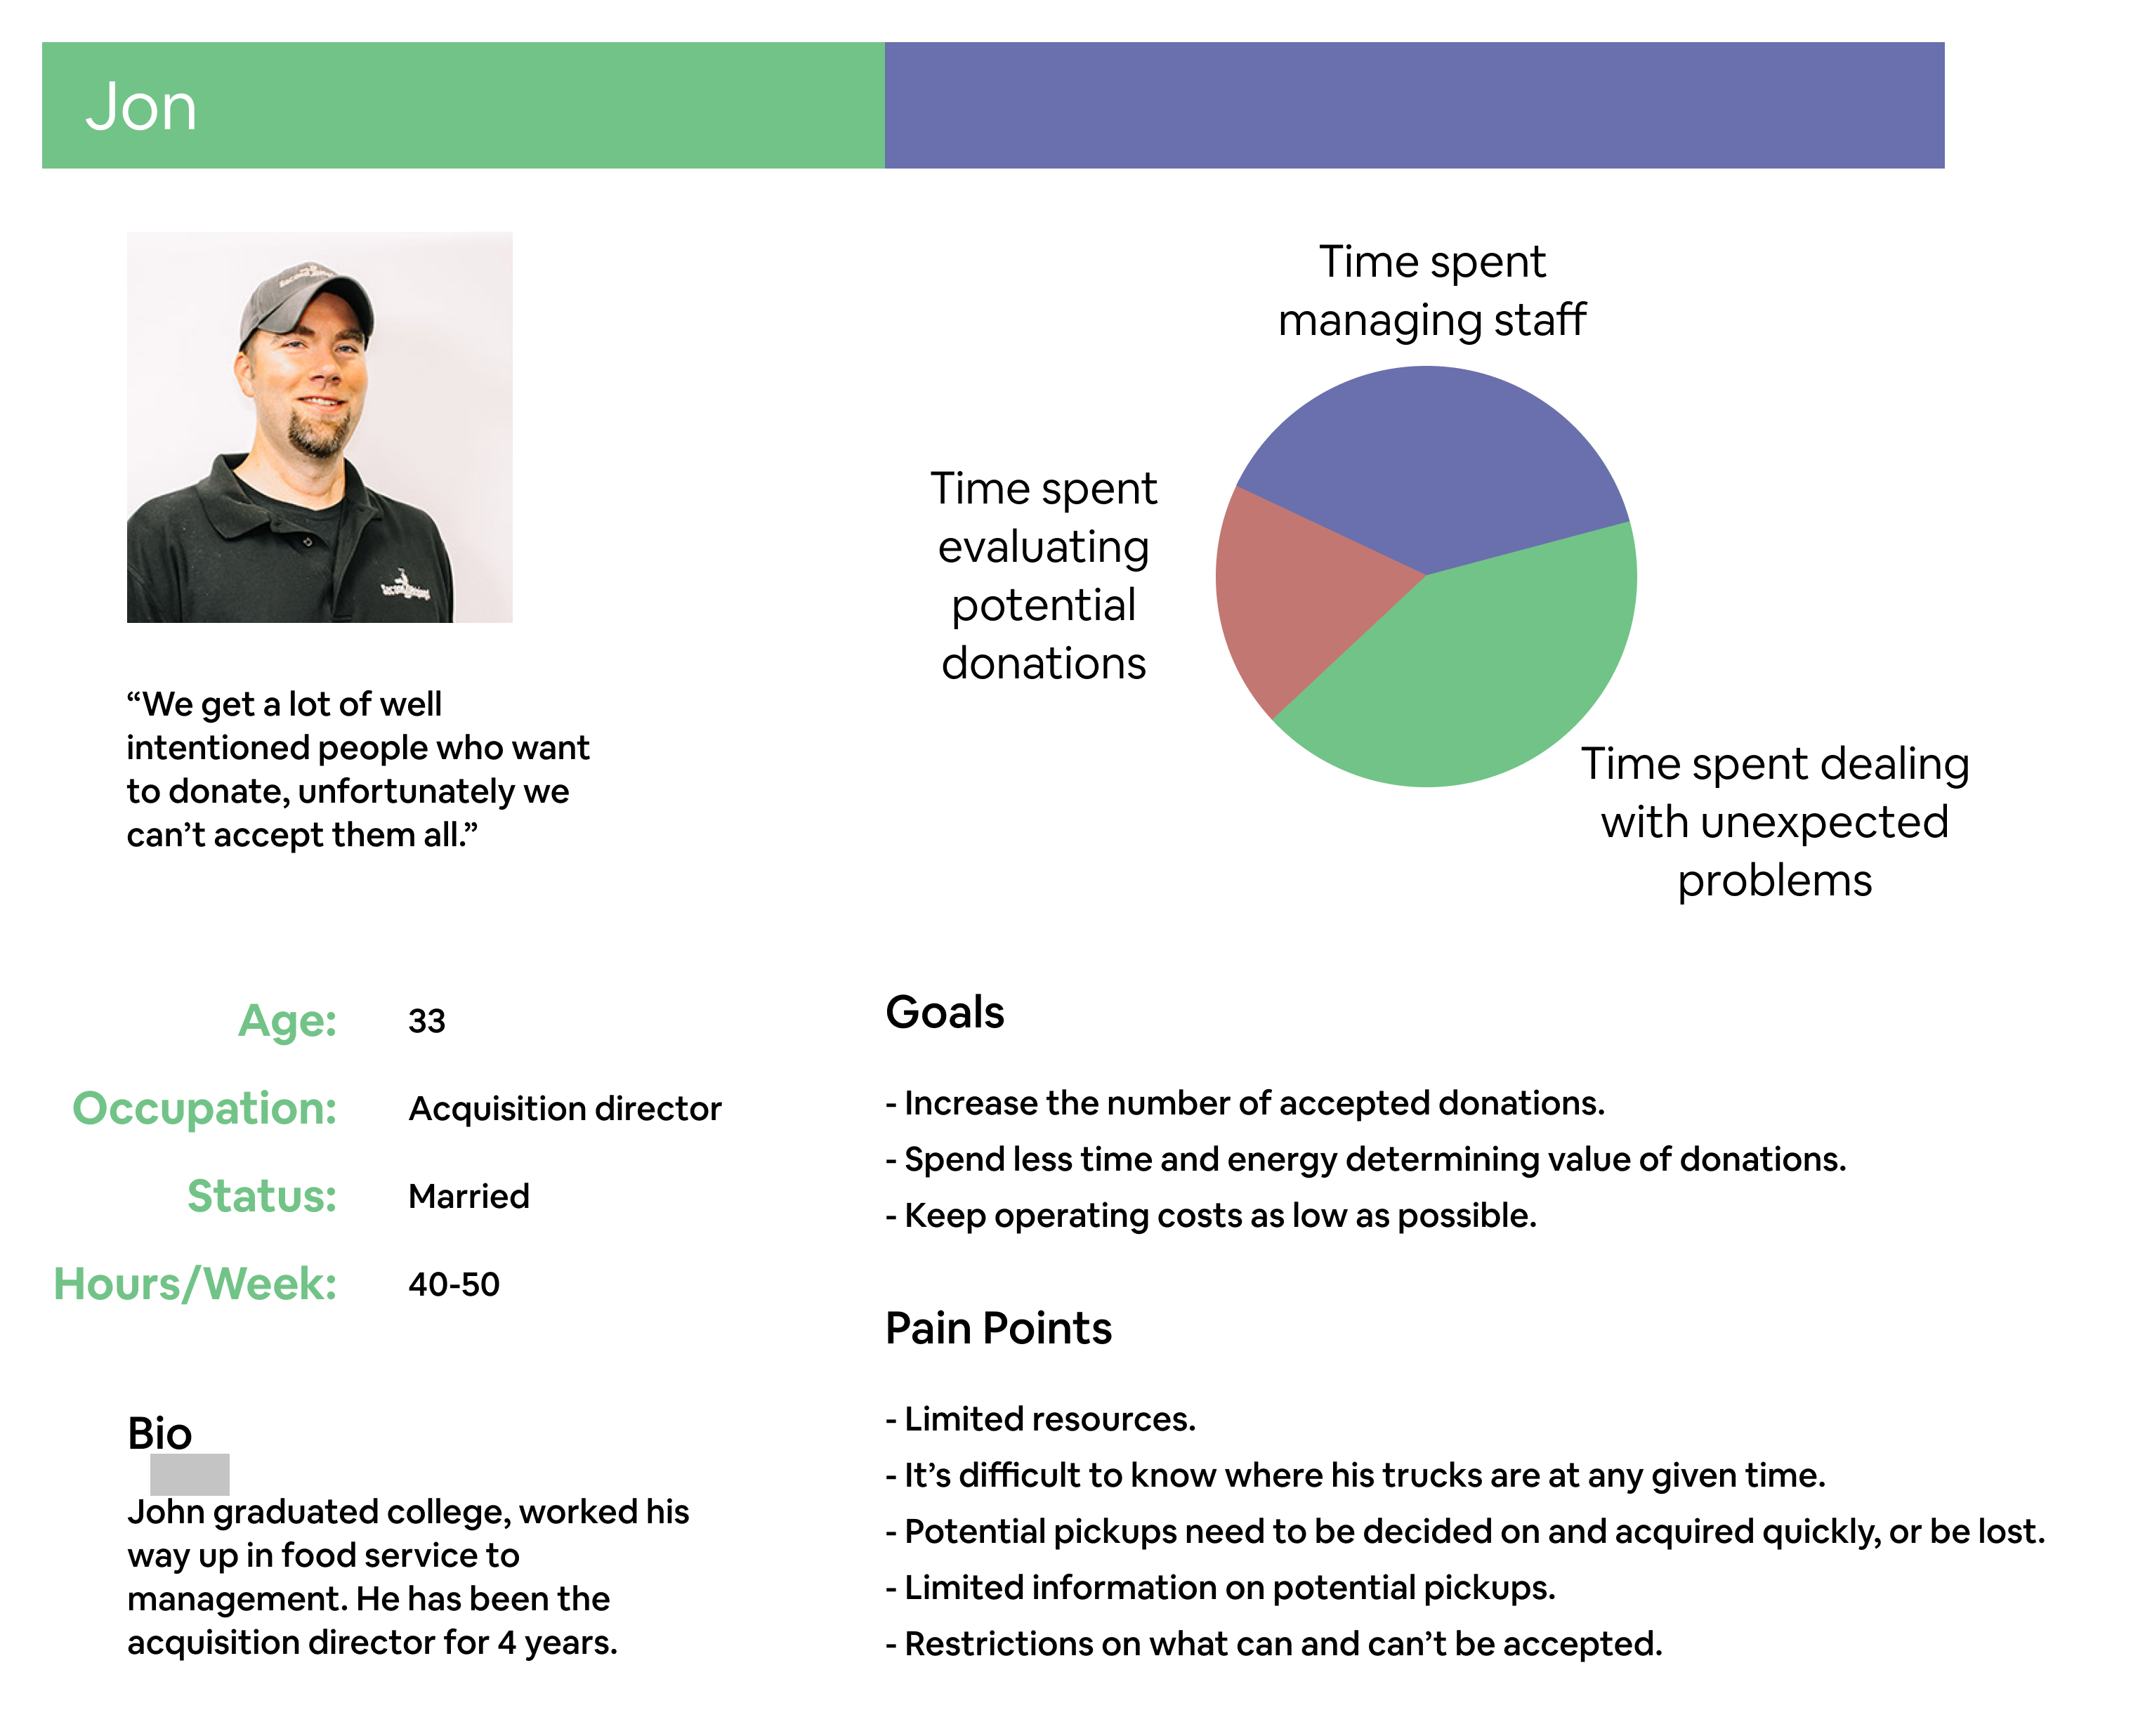 Jon
“We get a lot of well
intentioned people who want
to donate, unfortunately we
can’t accept them all.”
Age: 33
Occupation: Acquisition director
Status: Married
Hours/Week: 40-50
Bio
John graduated college, worked his
way up in food service to
management. He has been the
acquisition director for 4 years.
Time spent
managing staff
Time spent
evaluating
potential
donations
Time spent dealing
with unexpected
problems
Goals
- Increase the number of accepted donations.
- Spend less time and energy determining value of donations.
- Keep operating costs as low as possible.
Pain Points
- Limited resources.
- It’s difficult to know where his trucks are at any given time.
- Potential pickups need to be decided on and acquired quickly, or be lost.
- Limited information on potential pickups.
- Restrictions on what can and can’t be accepted.